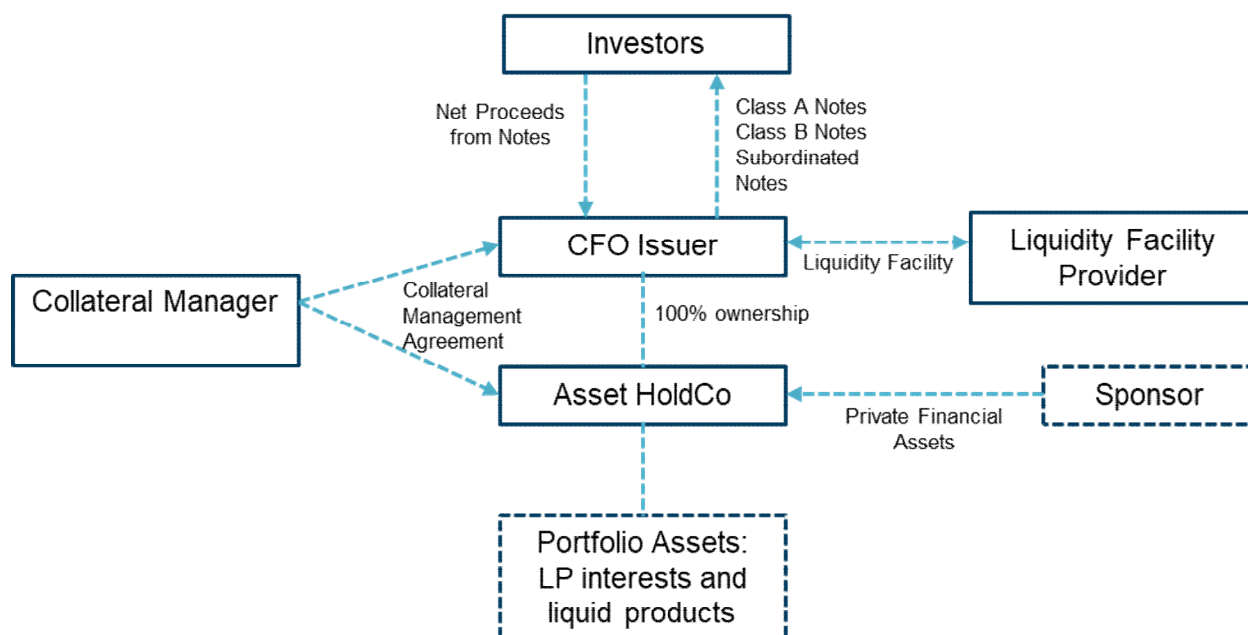 Investors
Net Proceeds
from Notes
Class A Notes
Class B Notes
Subordinated
Notes
CFO Issuer
Liquidity Facility
Liquidity Facility
Provider
Collateral Manager
Collateral
Management
Agreement
100% ownership
Asset HoldCo
Private Financial
Assets
Sponsor
Portfolio Assets:
LP interests and
liquid products